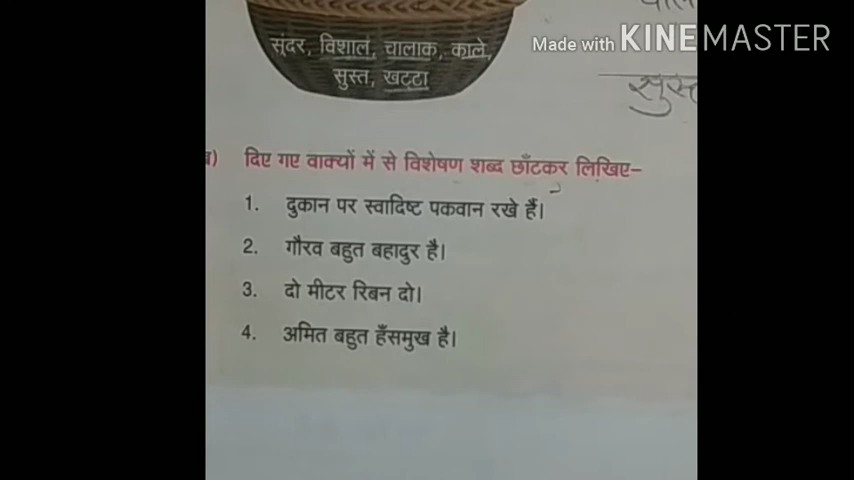 सुंदर, विशाल, चालाक, काले,
सुस्त, खट्टा
Made with KINEMASTER
सुस्त
दिए गए वाक्यों में से विशेषण शब्द छाँटकर लिखिए–
1. दुकान पर स्वादिष्ट पकवान रखे हैं।
2. गौरव बहुत बहादुर है।
3. दो मीटर रिबन दो।
4. अमित बहुत हँसमुख है।